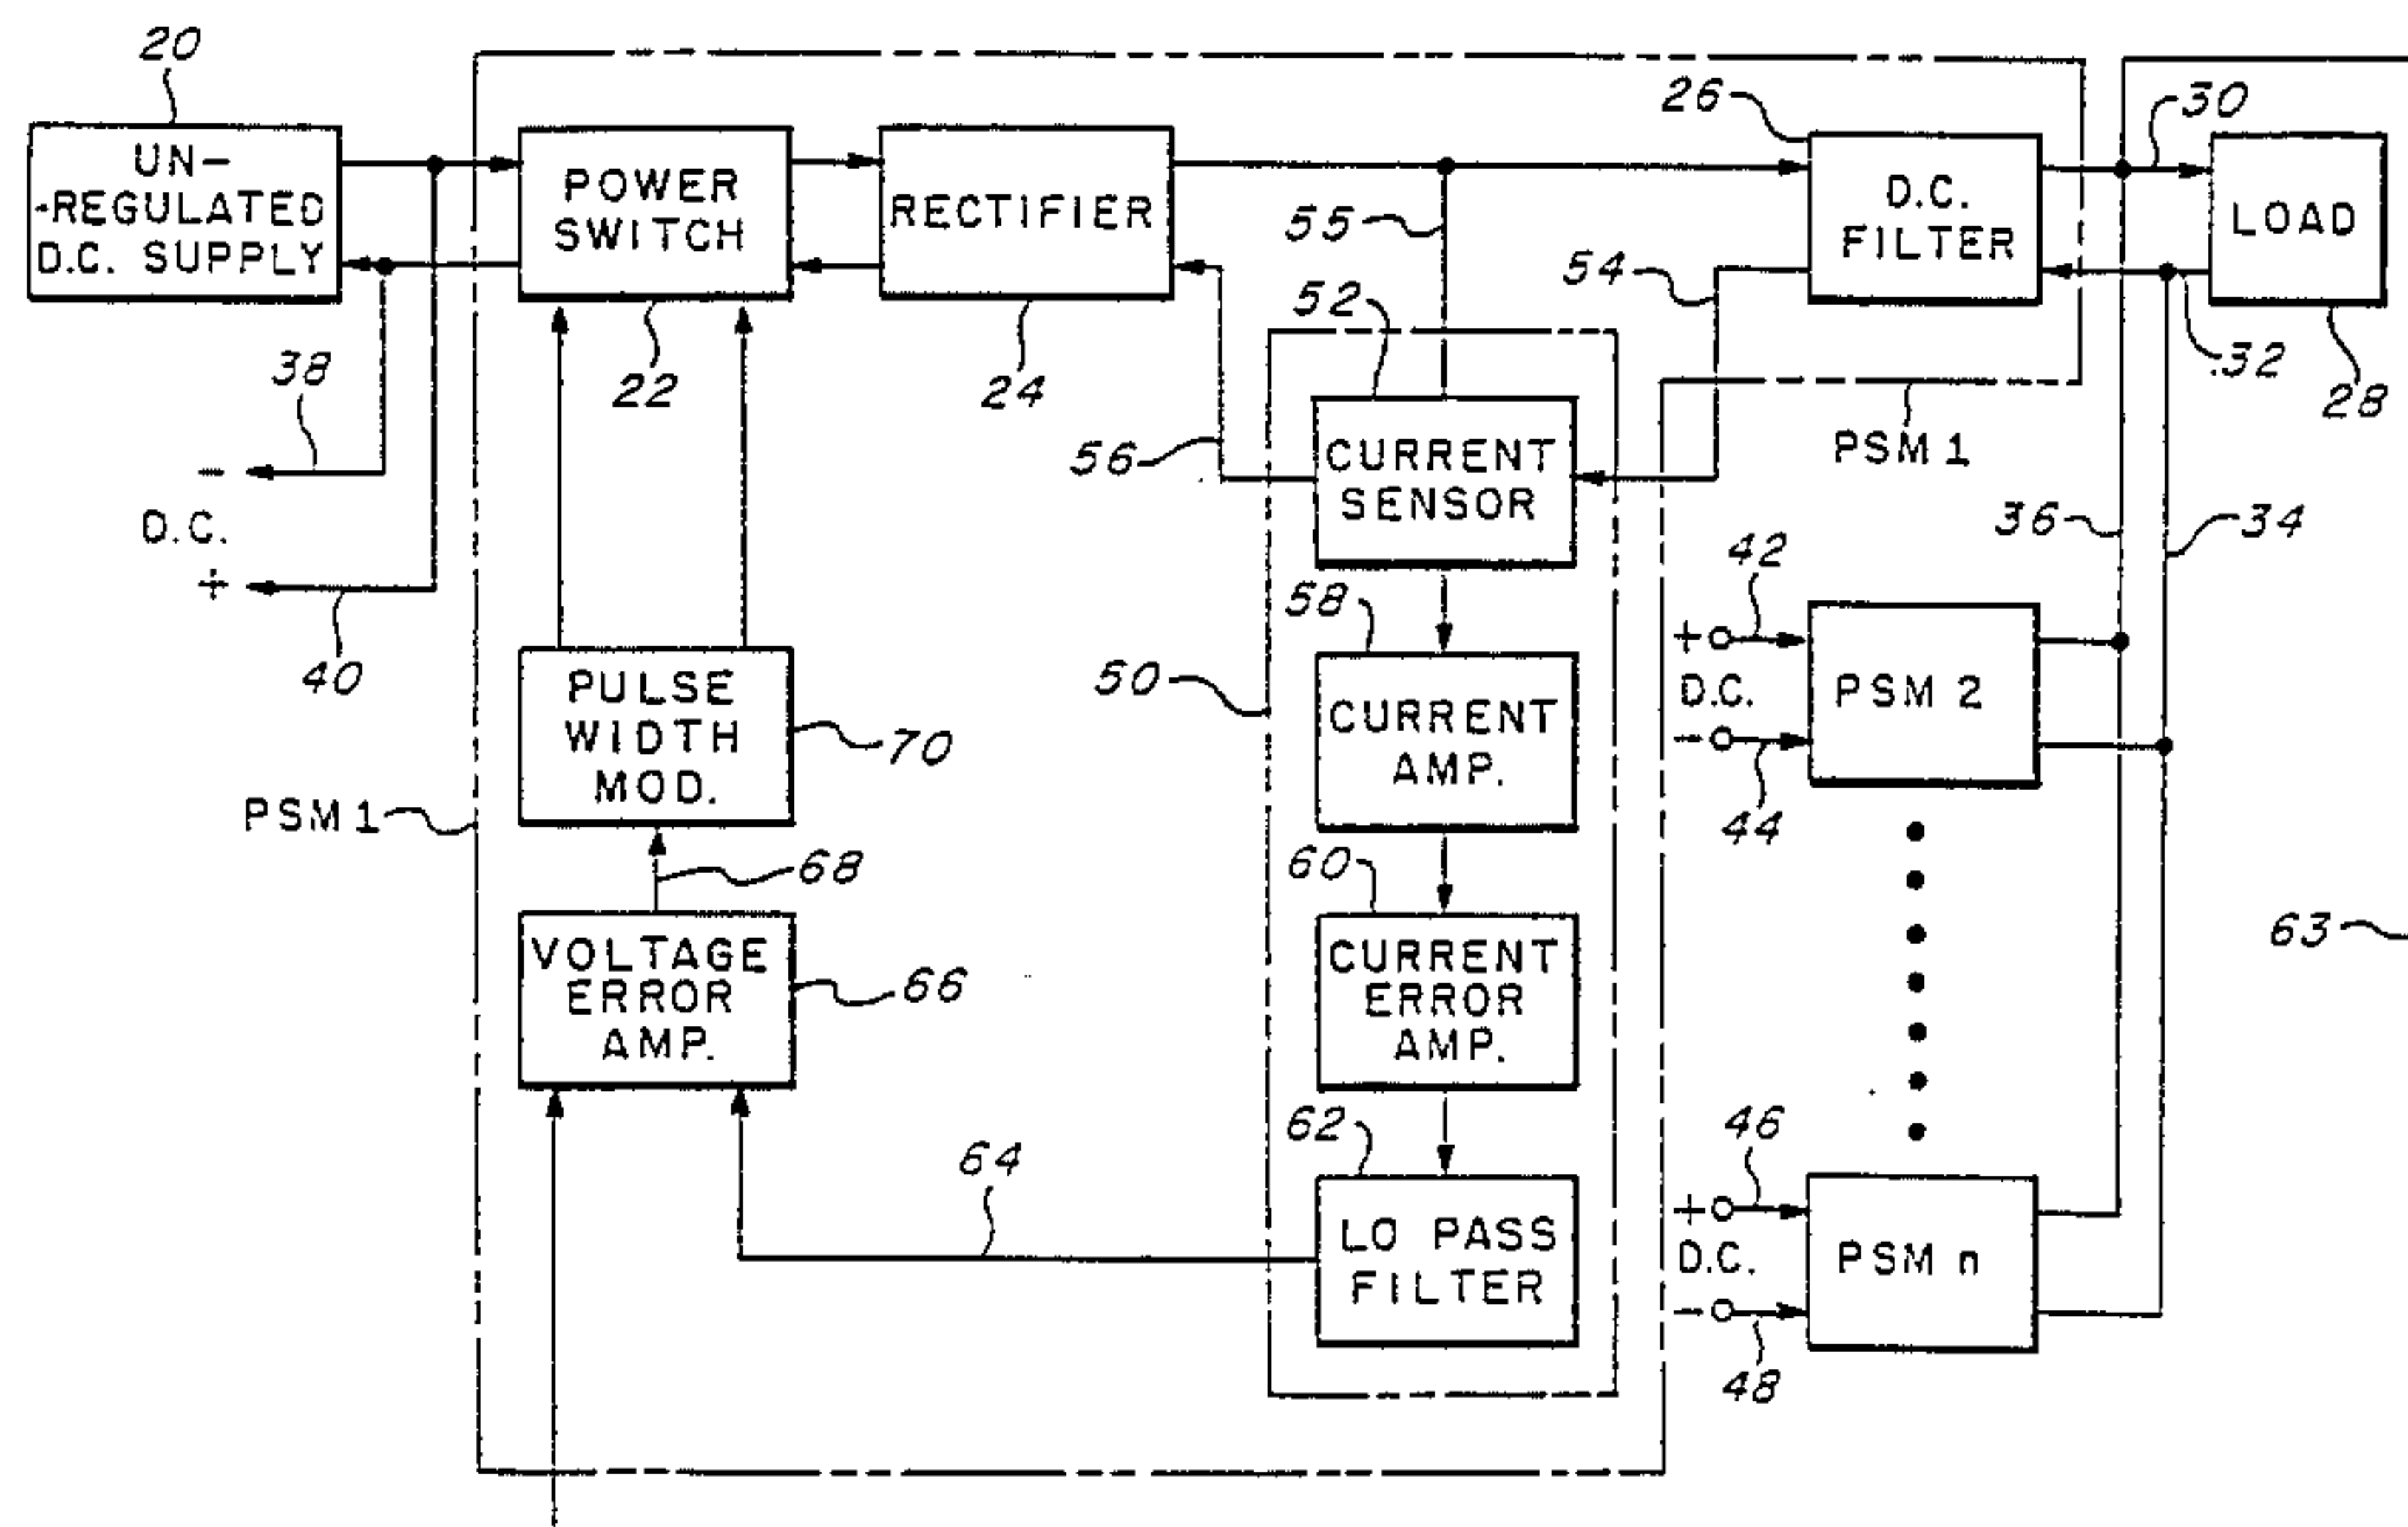 20
UN-
-REGULATED
D.C. SUPPLY
POWER
SWITCH
22
RECTIFIER
24
26
D.C.
FILTER
30
LOAD
28
32
38
-
D.C.
+
40
55
54
52
56
CURRENT
SENSOR
PSM 1
36
34
58
50
CURRENT
AMP.
PULSE
WIDTH
MOD.
70
PSM 1
68
60
CURRENT
ERROR
AMP.
VOLTAGE
ERROR
AMP.
66
62
64
LO PASS
FILTER
42
+
D.C.
-
44
PSM 2
63
46
+
D.C.
-
48
PSM n